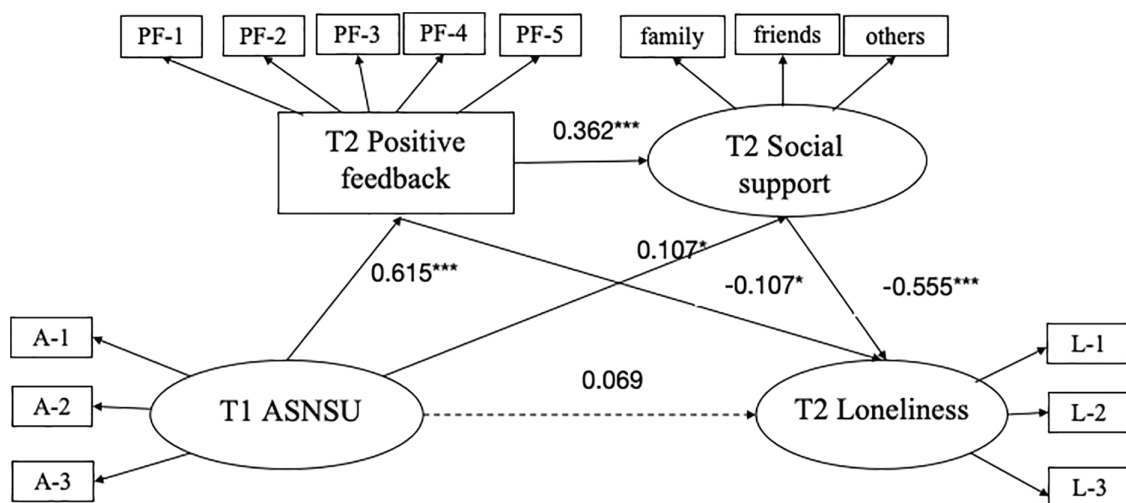 PF-1
PF-2
PF-3
PF-4
PF-5
family
friends
others
T2 Positive
feedback
0.362***
T2 Social
support
0.615***
0.107*
-0.107*
-0.555***
A-1
A-2
A-3
T1 ASNSU
0.069
T2 Loneliness
L-1
L-2
L-3